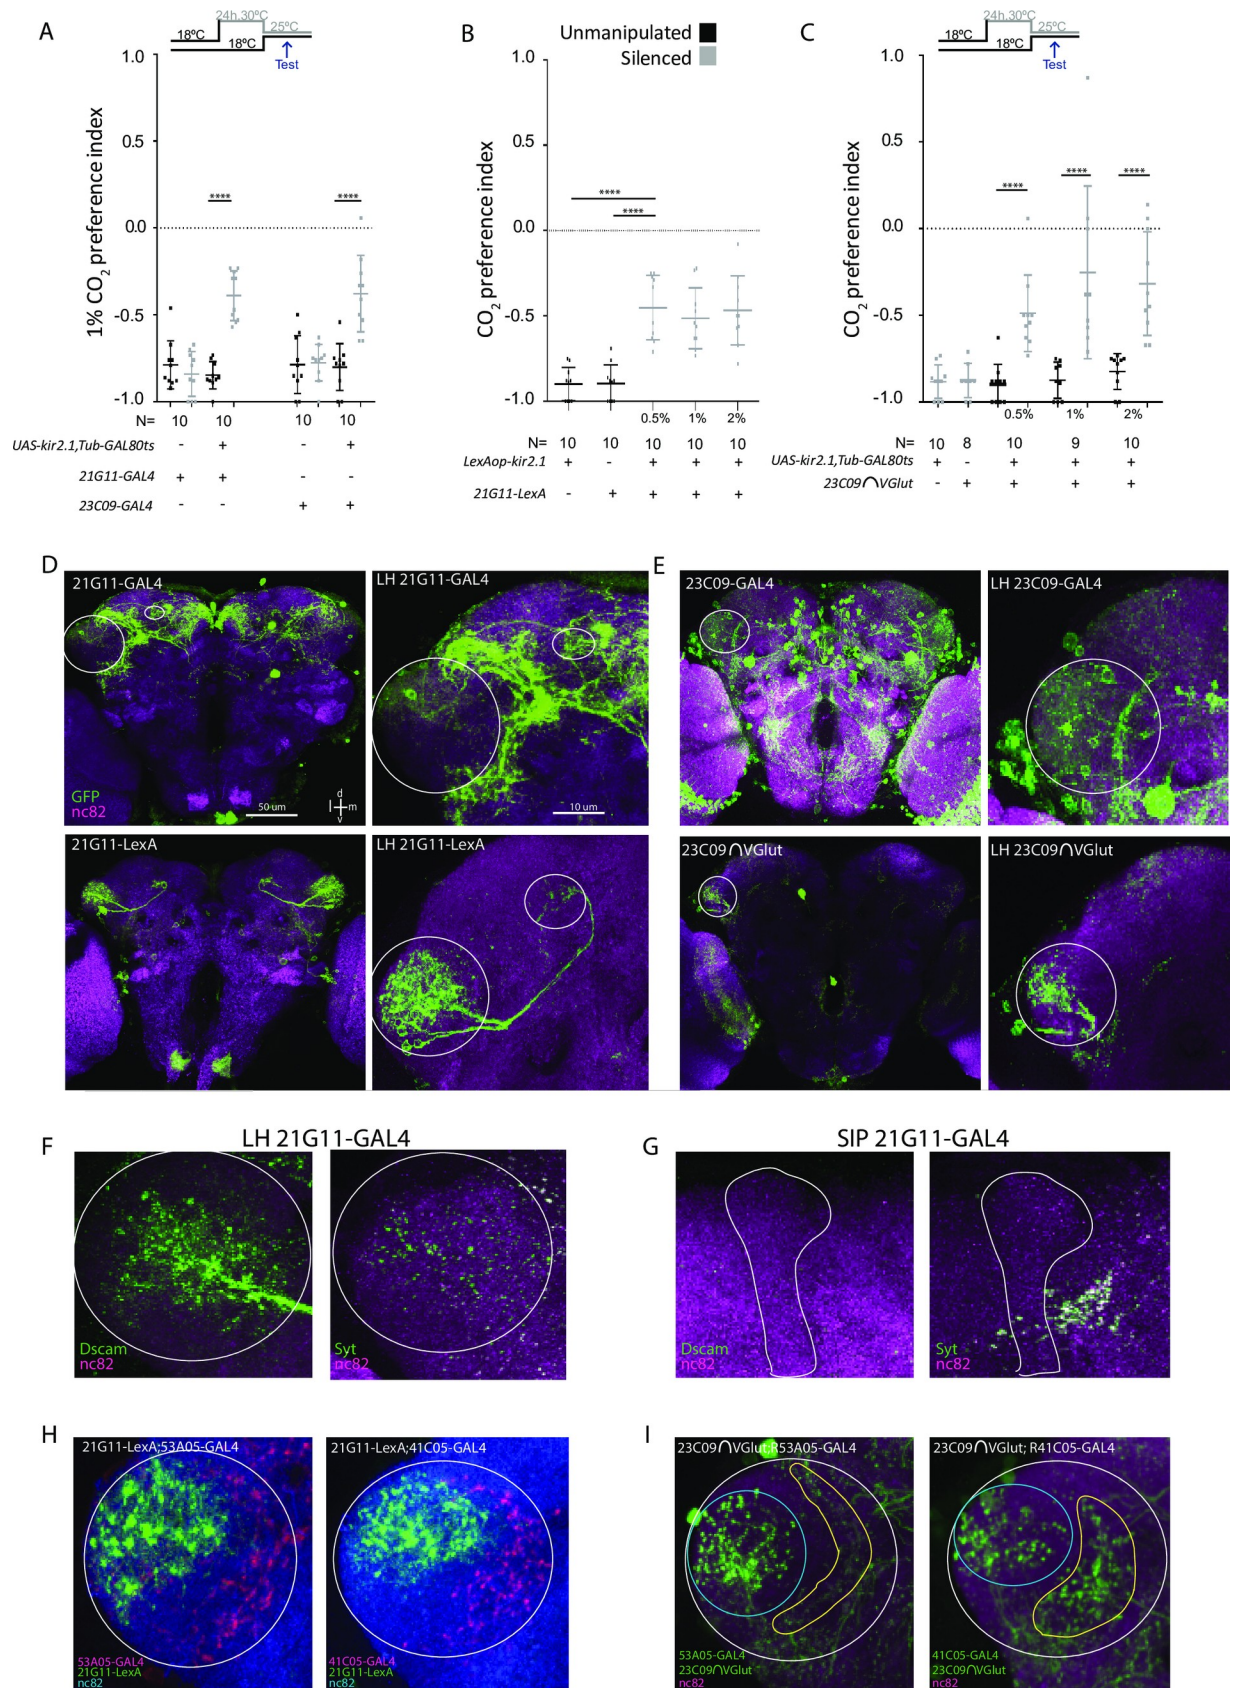 A
24h.30ºC
18ºC
25ºC
18ºC
Test
1% CO2 preference index
1.0
0.5
0.0
-0.5
-1.0
****
****
N= 10 10 10 10
UAS-kir2.1,Tub-GAL80ts - + - +
21G11-GAL4 + + - -
23C09-GAL4 - - + +
B
Unmanipulated
Silenced
CO2 preference index
1.0
0.5
0.0
-0.5
-1.0
****
****
0.5% 1% 2%
N= 10 10 10 10 10
LexAop-kir2.1 + - + + +
21G11-LexA - + + + +
C
24h.30ºC
18ºC
25ºC
18ºC
Test
CO2 preference index
1.0
0.5
0.0
-0.5
-1.0
****
****
****
0.5% 1% 2%
N= 10 8 10 9 10
UAS-kir2.1,Tub-GAL80ts + - + + +
23C09∩VGlut - + + + +
D
21G11-GAL4
GFP
nc82
50 um
d
l m
v
LH 21G11-GAL4
10 um
21G11-LexA
LH 21G11-LexA
E
23C09-GAL4
LH 23C09-GAL4
23C09∩VGlut
LH 23C09∩VGlut
F
LH 21G11-GAL4
Dscam
nc82
Syt
nc82
G
SIP 21G11-GAL4
Dscam
nc82
Syt
nc82
H
21G11-LexA;53A05-GAL4
53A05-GAL4
21G11-LexA
nc82
21G11-LexA;41C05-GAL4
41C05-GAL4
21G11-LexA
nc82
I
23C09∩VGlut;R53A05-GAL4
53A05-GAL4
23C09∩VGlut
nc82
23C09∩VGlut; R41C05-GAL4
41C05-GAL4
23C09∩VGlut
nc82